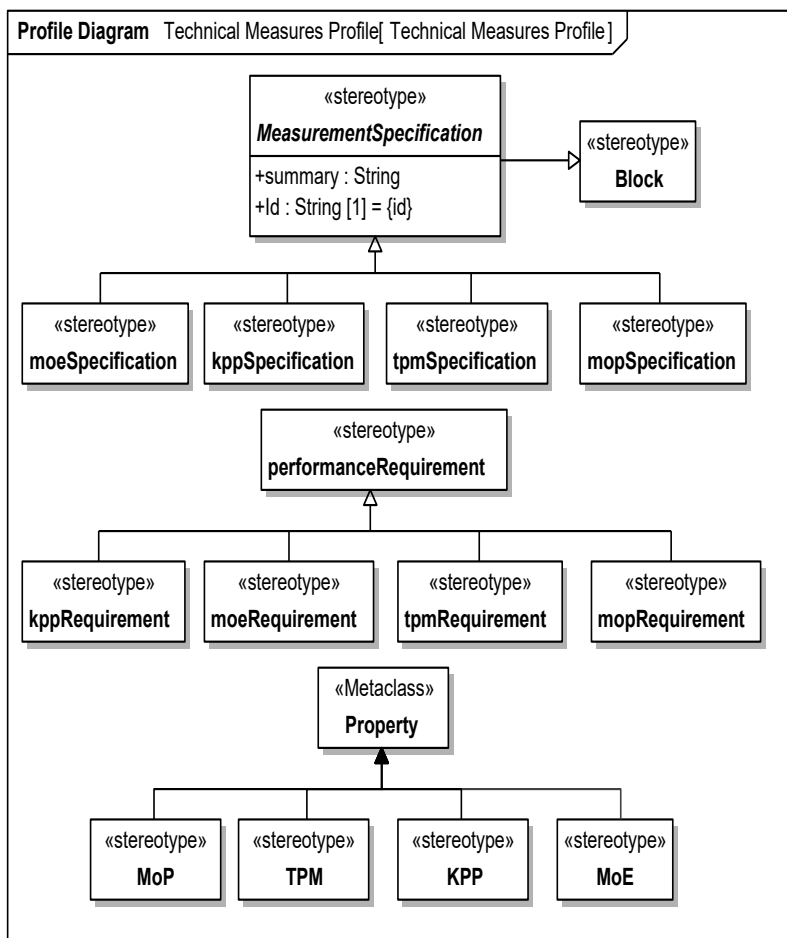 Profile Diagram Technical Measures Profile[ Technical Measures Profile ]
«stereotype»
MeasurementSpecification
+summary : String
+Id : String [1] = {id}
«stereotype»
Block
«stereotype»
moeSpecification
«stereotype»
kppSpecification
«stereotype»
tpmSpecification
«stereotype»
mopSpecification
«stereotype»
performanceRequirement
«stereotype»
kppRequirement
«stereotype»
moeRequirement
«stereotype»
tpmRequirement
«stereotype»
mopRequirement
«Metaclass»
Property
«stereotype»
MoP
«stereotype»
TPM
«stereotype»
KPP
«stereotype»
MoE